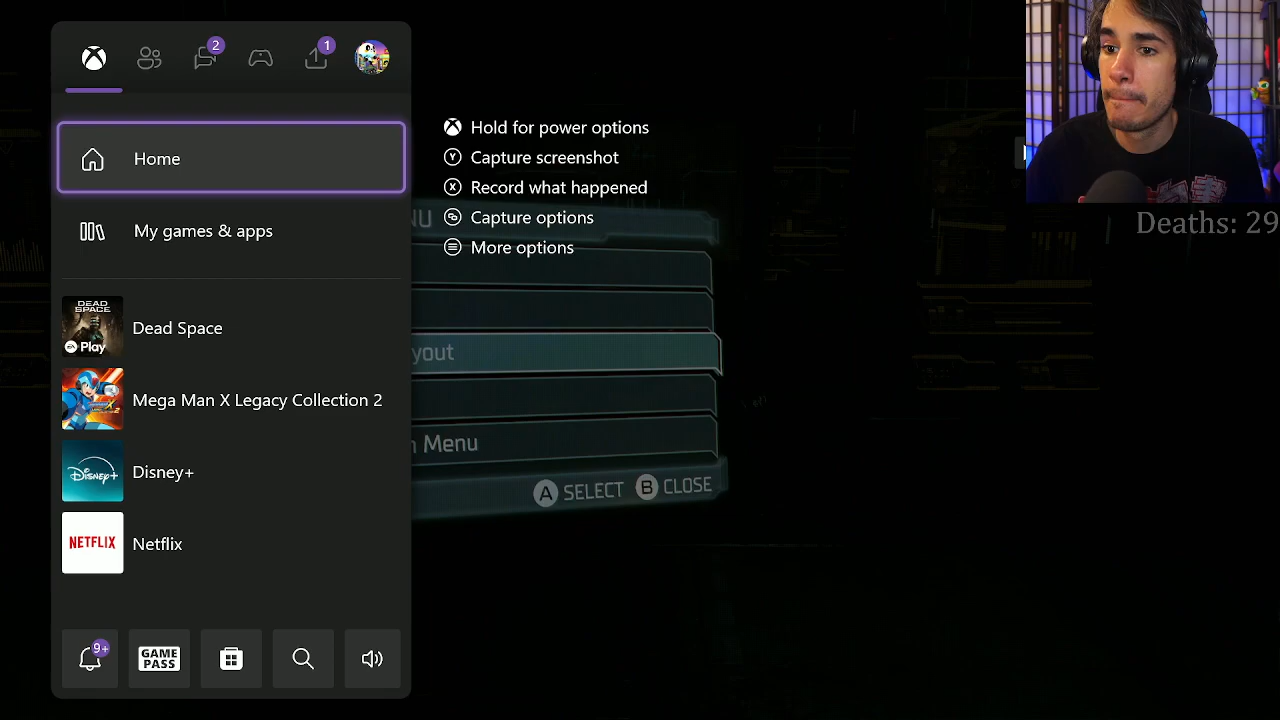 2
1
Home
My games & apps
Hold for power options
Y Capture screenshot
X Record what happened
Capture options
More options
DEAD SPACE
EA Play
Dead Space
Mega Man X Legacy Collection 2
Disney+
Disney+
NETFLIX
Netflix
9+
GAME PASS
NU
yout
Menu
A SELECT B CLOSE
Deaths: 29